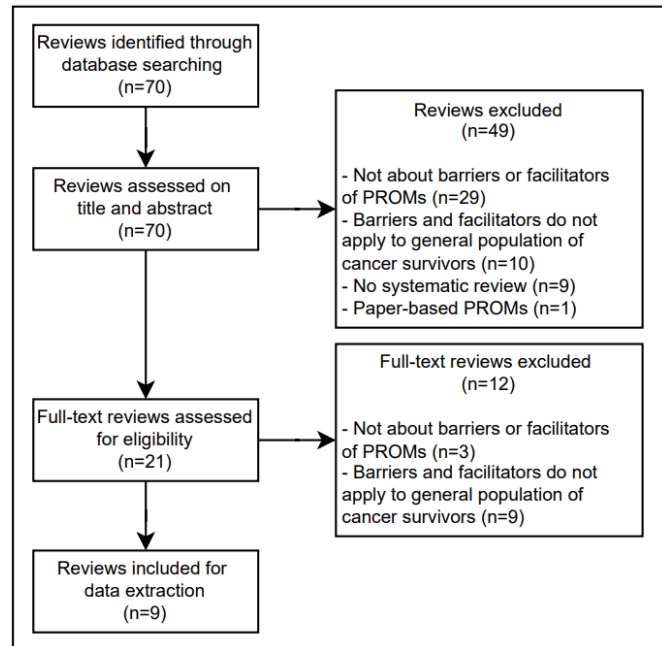 Reviews identified through
database searching
(n=70)
Reviews assessed on
title and abstract
(n=70)
Reviews excluded
(n=49)
- Not about barriers or facilitators
of PROMs (n=29)
- Barriers and facilitators do not
apply to general population of
cancer survivors (n=10)
- No systematic review (n=9)
- Paper-based PROMs (n=1)
Full-text reviews assessed
for eligibility
(n=21)
Full-text reviews excluded
(n=12)
- Not about barriers or facilitators
of PROMs (n=3)
- Barriers and facilitators do not
apply to general population of
cancer survivors (n=9)
Reviews included for
data extraction
(n=9)